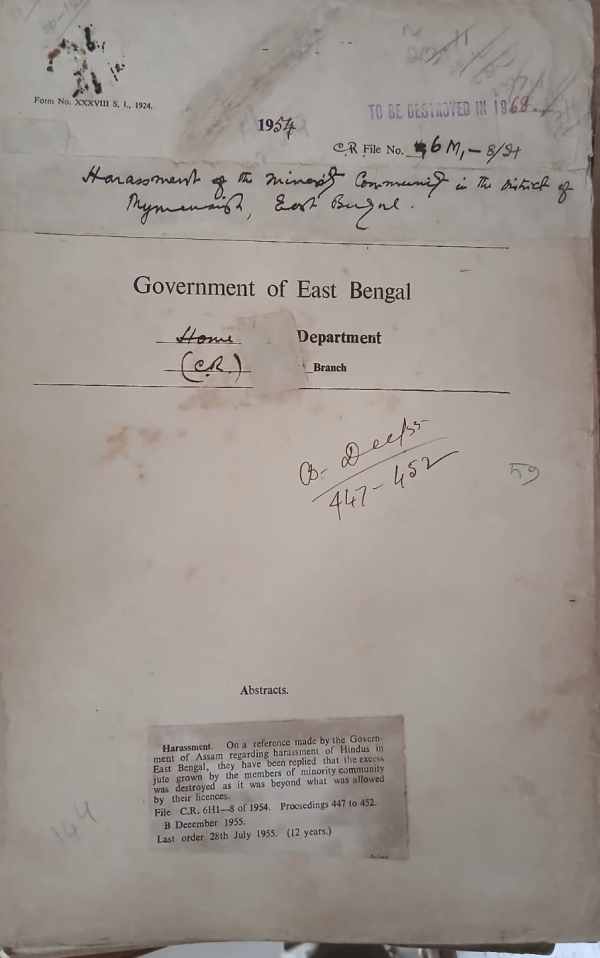 Form No. XXXVIII S. I., 1924.
1954
TO BE DESTROYED IN 1968
C.R File No. 6M1-8/54
Harassment of the minority Community in the District of
Mymensingh, East Bengal.
Government of East Bengal
Home Department
(C.R.) Branch
B- Dec/55
447-452
59
Abstracts.
Harassment. On a reference made by the Govern-
ment of Assam regarding harassment of Hindus in
East Bengal, they have been replied that the excess
jute grown by the members of minority community
was destroyed as it was beyond what was allowed
by their licences.
File C.R. 6H1—8 of 1954. Proceedings 447 to 452.
B December 1955.
Last order 28th July 1955. (12 years.)
144